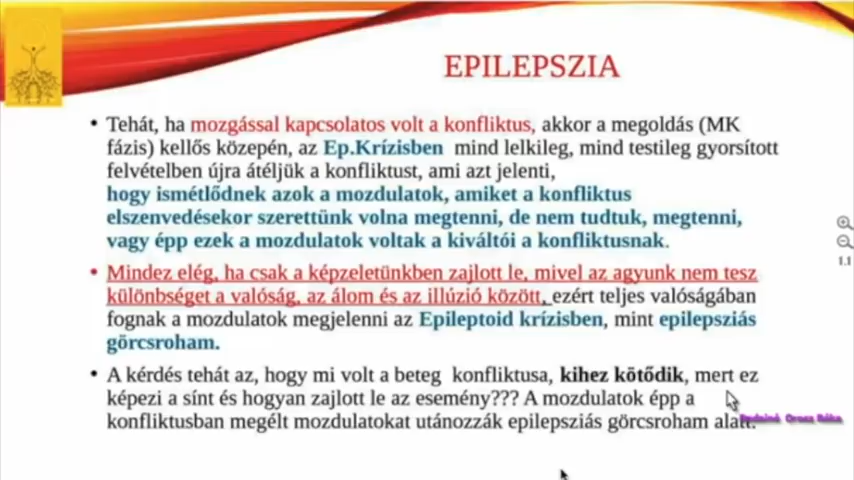 EPILEPSZIA
• Tehát, ha mozgással kapcsolatos volt a konfliktus, akkor a megoldás (MK
fázis) kellős közepén, az Ep.Krízisben mind lelkileg, mind testileg gyorsított
felvételben újra átéljük a konfliktust, ami azt jelenti,
hogy ismétlődnek azok a mozdulatok, amiket a konfliktus
elszenvedésekor szerettünk volna megtenni, de nem tudtuk, megtenni,
vagy épp ezek a mozdulatok voltak a kiváltói a konfliktusnak.
• Mindez elég, ha csak a képzeletünkben zajlott le, mivel az agyunk nem tesz
különbséget a valóság, az álom és az illúzió között, ezért teljes valóságában
fognak a mozdulatok megjelenni az Epileptoid krízisben, mint epilepsziás
görcsroham.
• A kérdés tehát az, hogy mi volt a beteg konfliktusa, kihez kötődik, mert ez
képezi a sínt és hogyan zajlott le az esemény??? A mozdulatok épp a
konfliktusban megélt mozdulatokat utánozzák epilepsziás görcsroham alatt.
1.1